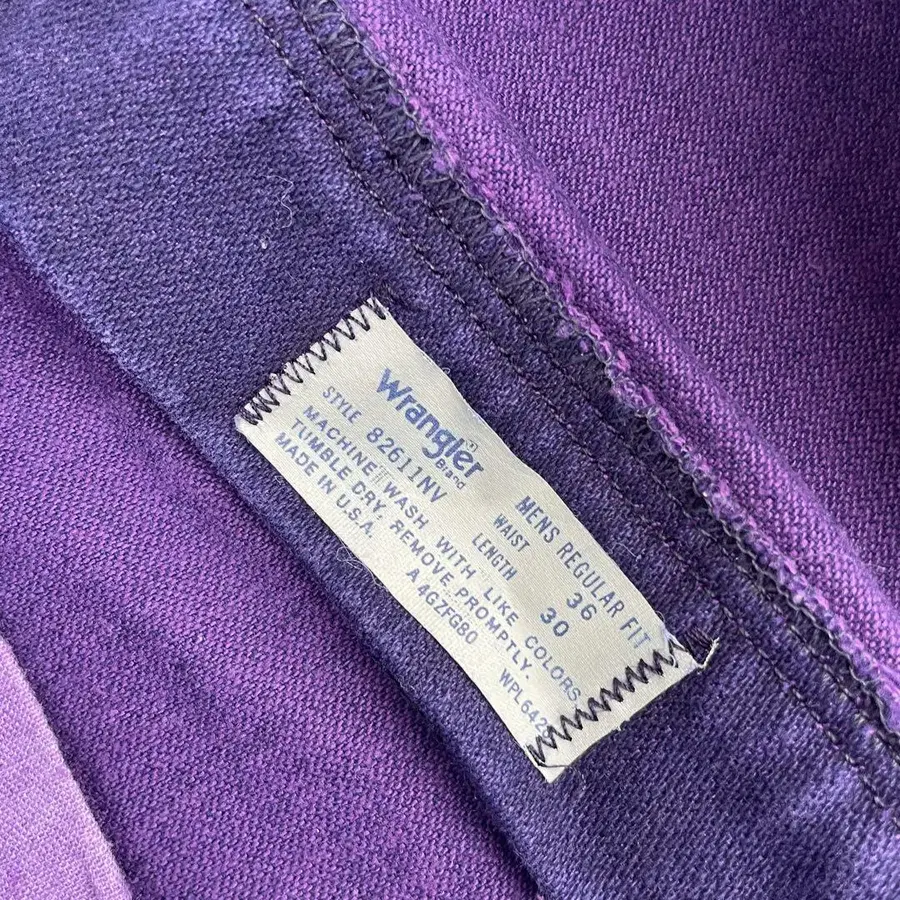 Wrangler®
Brand
STYLE 82611NV
MENS REGULAR FIT
WAIST 36
LENGTH 30
MACHINE WASH WITH LIKE COLORS,
TUMBLE DRY, REMOVE PROMPTLY.
MADE IN U.S.A. A4GZFG80 WPL6429